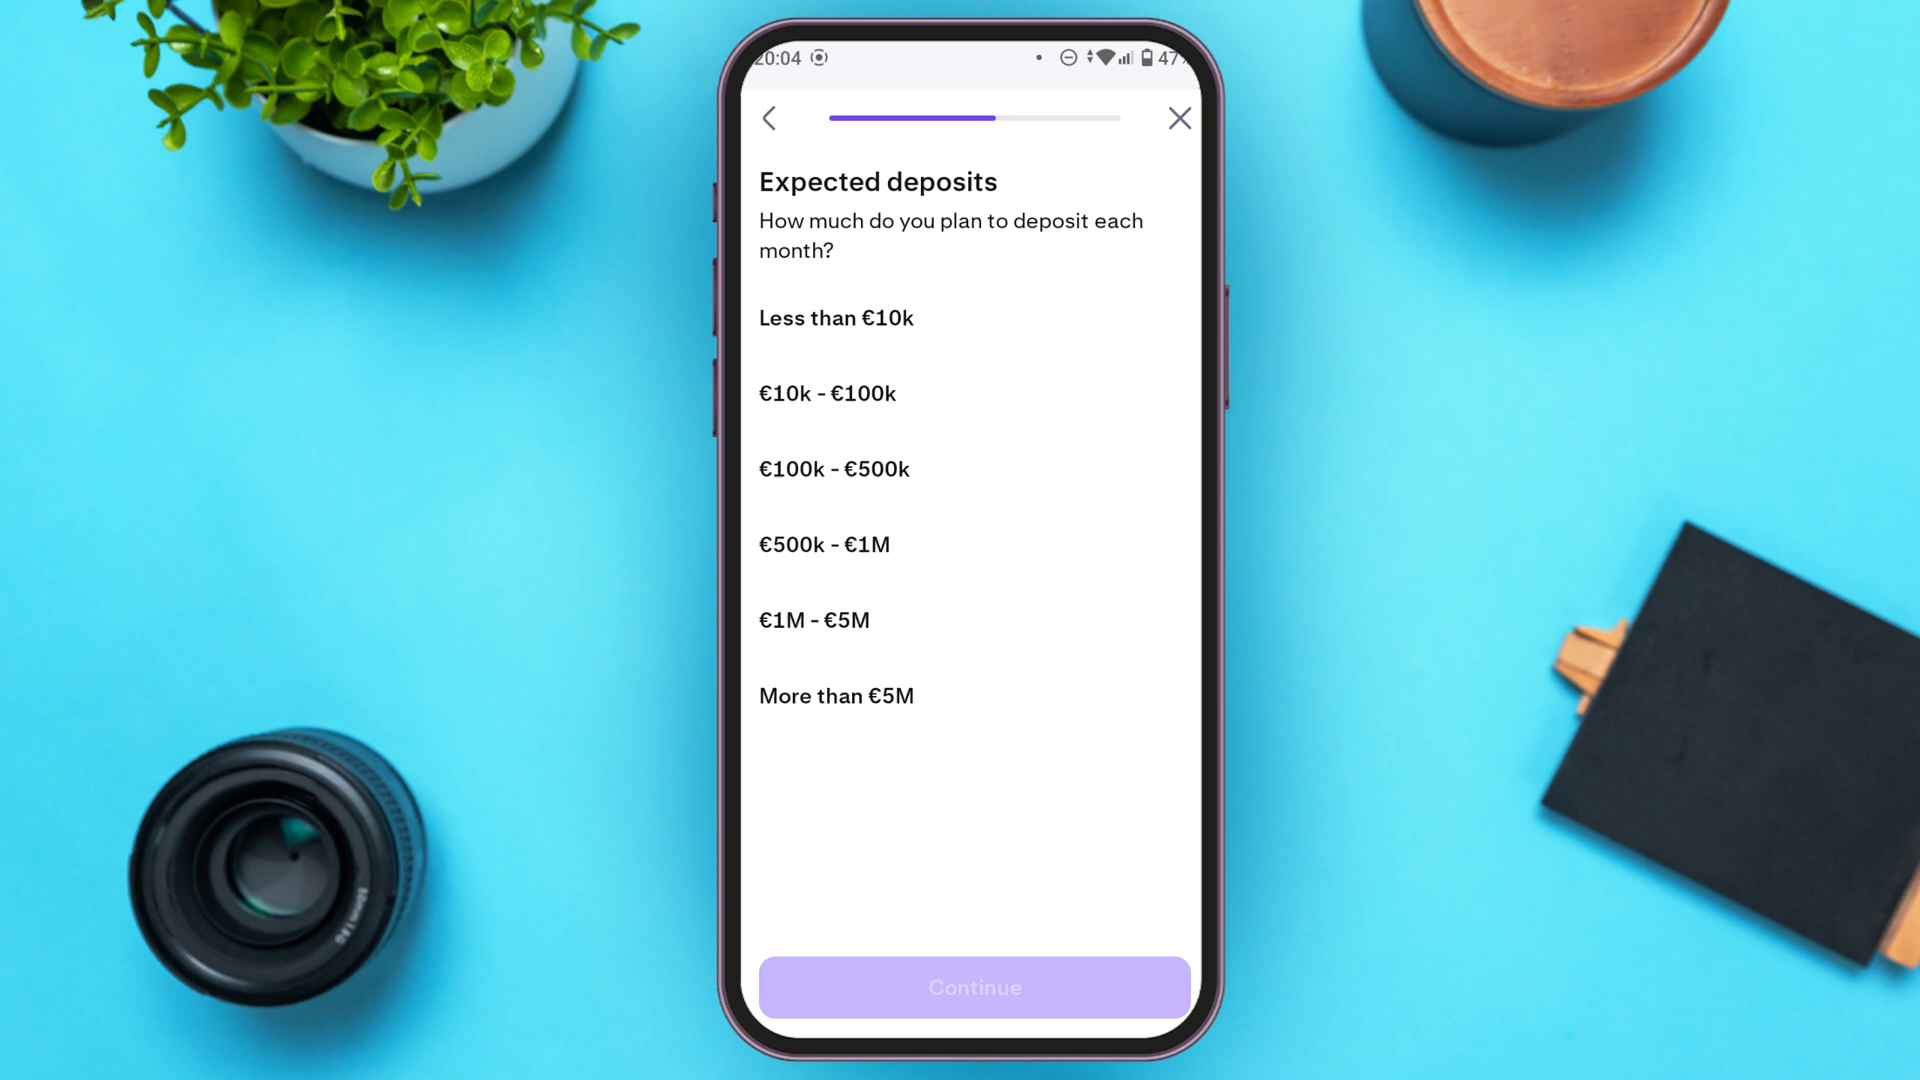 20:04 47%
Expected deposits
How much do you plan to deposit each
month?
Less than €10k
€10k - €100k
€100k - €500k
€500k - €1M
€1M - €5M
More than €5M
Continue